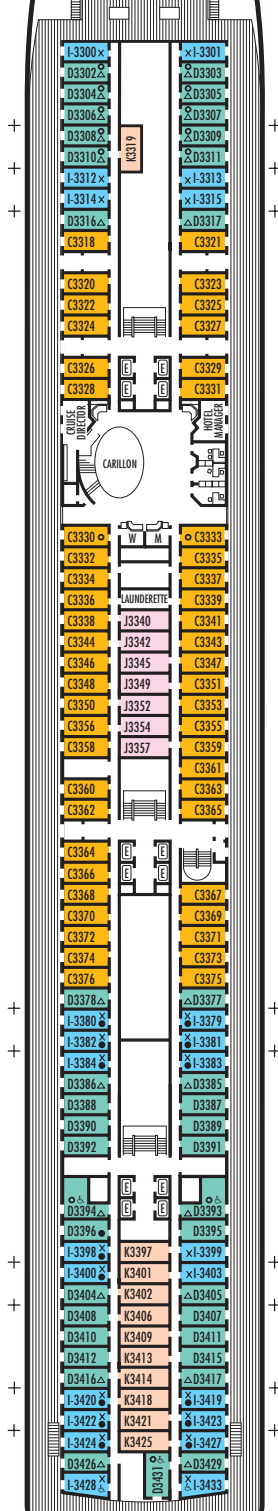 I-3300 X X I-3301
D3302 D3303
D3304 D3305
D3306 D3307
D3308 K3319 D3309
D3310 D3311
I-3312 X X I-3313
I-3314 X X I-3315
D3316 D3317
C3318 C3321
C3320 C3323
C3322 C3325
C3324 C3327
C3326 E E C3329
C3328 E E C3331
CRUISE DIRECTOR
HOTEL MANAGER
CARILLON
C3330 W M C3333
C3332 C3335
C3334 C3337
C3336 LAUNDERETTE C3339
C3338 J3340 C3341
C3344 J3342 C3343
C3346 J3345 C3347
C3348 J3349 C3351
C3350 J3352 C3353
C3356 J3354 C3355
C3358 J3357 C3359
C3361
C3360 C3363
C3362 C3365
C3364 E E
C3366 E E
C3368 C3367
C3370 C3369
C3372 C3371
C3374 C3373
C3376 C3375
D3378 D3377
I-3380 X X I-3379
I-3382 X X I-3381
I-3384 X X I-3383
D3386 D3385
D3388 D3387
D3390 D3389
D3392 D3391
E E
D3394 E E D3393
D3396 D3395
I-3398 X K3397 X I-3399
I-3400 X K3401 X I-3403
D3404 K3402 D3405
D3408 K3406 D3407
D3410 K3409 D3411
D3412 K3413 D3415
D3416 K3414 D3417
I-3420 X K3418 X I-3419
I-3422 X K3421 X I-3423
I-3424 X K3425 X I-3427
D3426 D3431 D3429
I-3428 X X I-3433